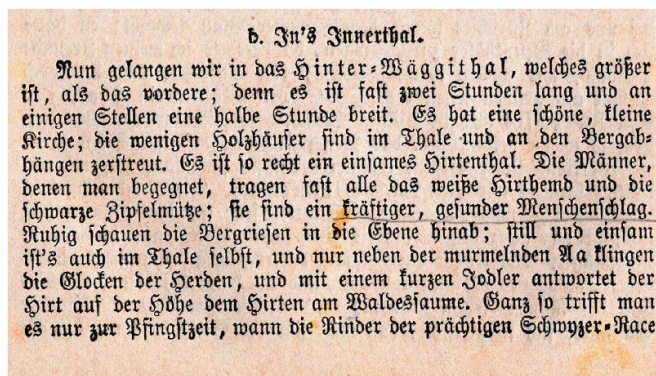 b. In's Innerthal.
Nun gelangen wir in das Hinter-Wäggithal, welches größer
ist, als das vordere; denn es ist fast zwei Stunden lang und an
einigen Stellen eine halbe Stunde breit. Es hat eine schöne, kleine
Kirche; die wenigen Holzhäuser sind im Thale und an den Bergab-
hängen zerstreut. Es ist so recht ein einsames Hirtenthal. Die Männer,
denen man begegnet, tragen fast alle das weiße Hirthemd und die
schwarze Zipfelmütze; sie sind ein kräftiger, gesunder Menschenschlag.
Ruhig schauen die Bergriesen in die Ebene hinab; still und einsam
ist's auch im Thale selbst, und nur neben der murmelnden Aa klingen
die Glocken der Herden, und mit einem kurzen Jodler antwortet der
Hirt auf der Höhe dem Hirten am Waldessaume. Ganz so trifft man
es nur zur Pfingstzeit, wann die Rinder der prächtigen Schwyzer-Race